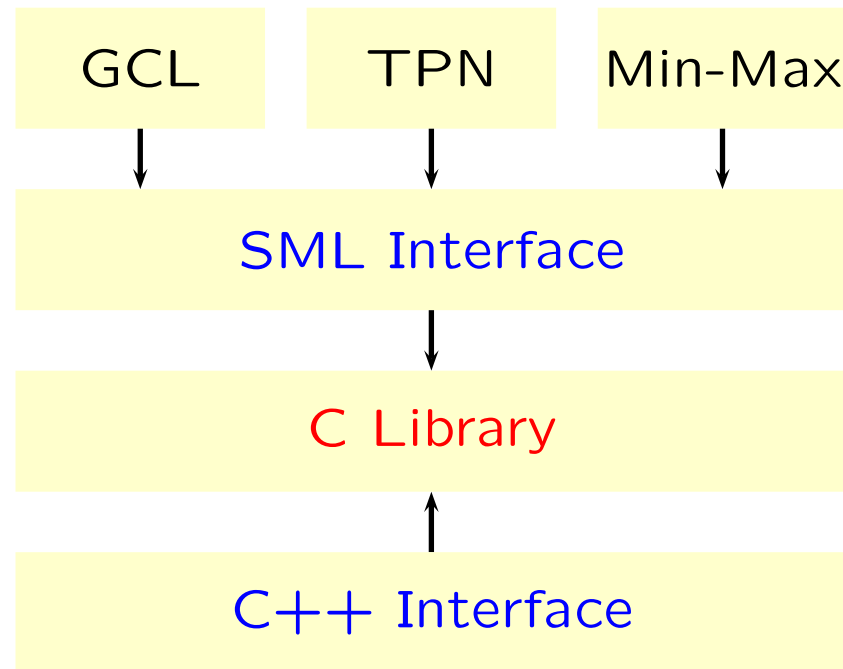 GCL TPN Min-Max
SML Interface
C Library
C++ Interface